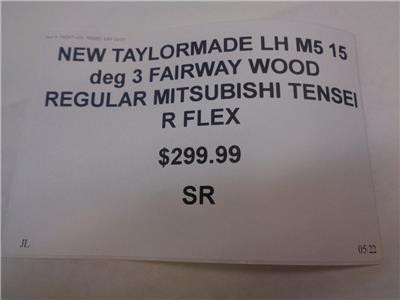 NEW TAYLORMADE LH M5 15
deg 3 FAIRWAY WOOD
REGULAR MITSUBISHI TENSEI
R FLEX
$299.99
SR
JL 05/22